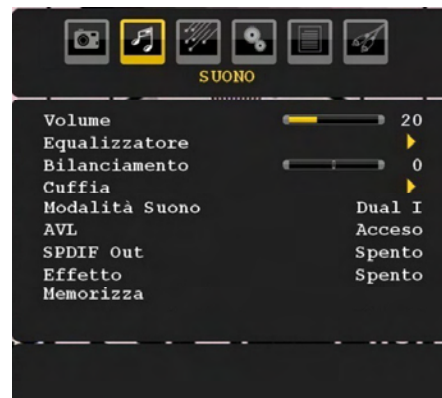 SUONO
Volume 20
Equalizzatore
Bilanciamento 0
Cuffia
Modalità Suono Dual I
AVL Acceso
SPDIF Out Spento
Effetto Spento
Memorizza